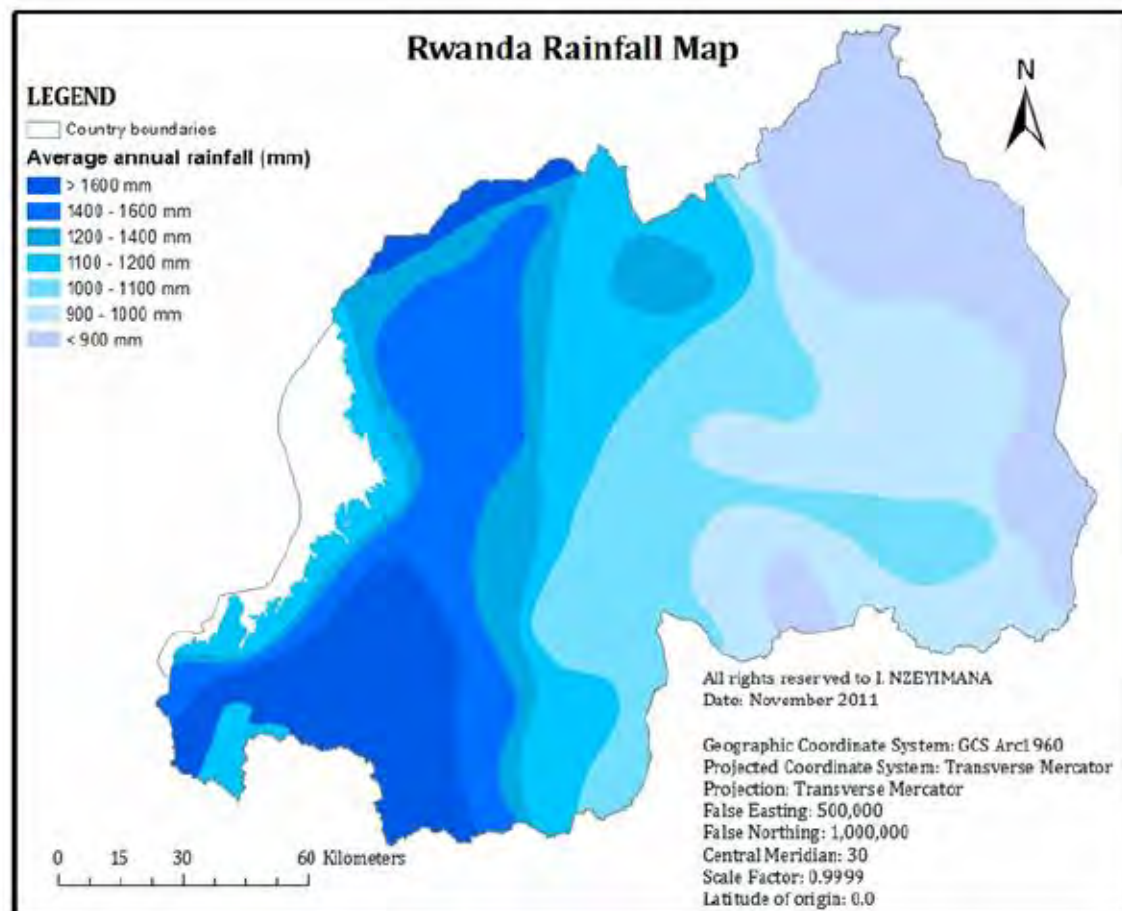 Rwanda Rainfall Map
N
LEGEND
Country boundaries
Average annual rainfall (mm)
> 1600 mm
1400 - 1600 mm
1200 - 1400 mm
1100 - 1200 mm
1000 - 1100 mm
900 - 1000 mm
< 900 mm
All rights reserved to I. NZEYIMANA
Date: November 2011
Geographic Coordinate System: GCS Arc1960
Projected Coordinate System: Transverse Mercator
Projection: Transverse Mercator
False Easting: 500,000
False Northing: 1,000,000
Central Meridian: 30
Scale Factor: 0.9999
Latitude of origin: 0.0
0 15 30 60 Kilometers